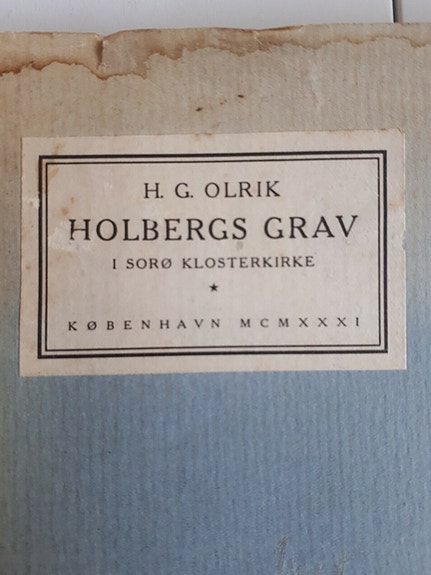 H. G. OLRIK
HOLBERGS GRAV
I SORØ KLOSTERKIRKE
★
KØBENHAVN MCMXXXI